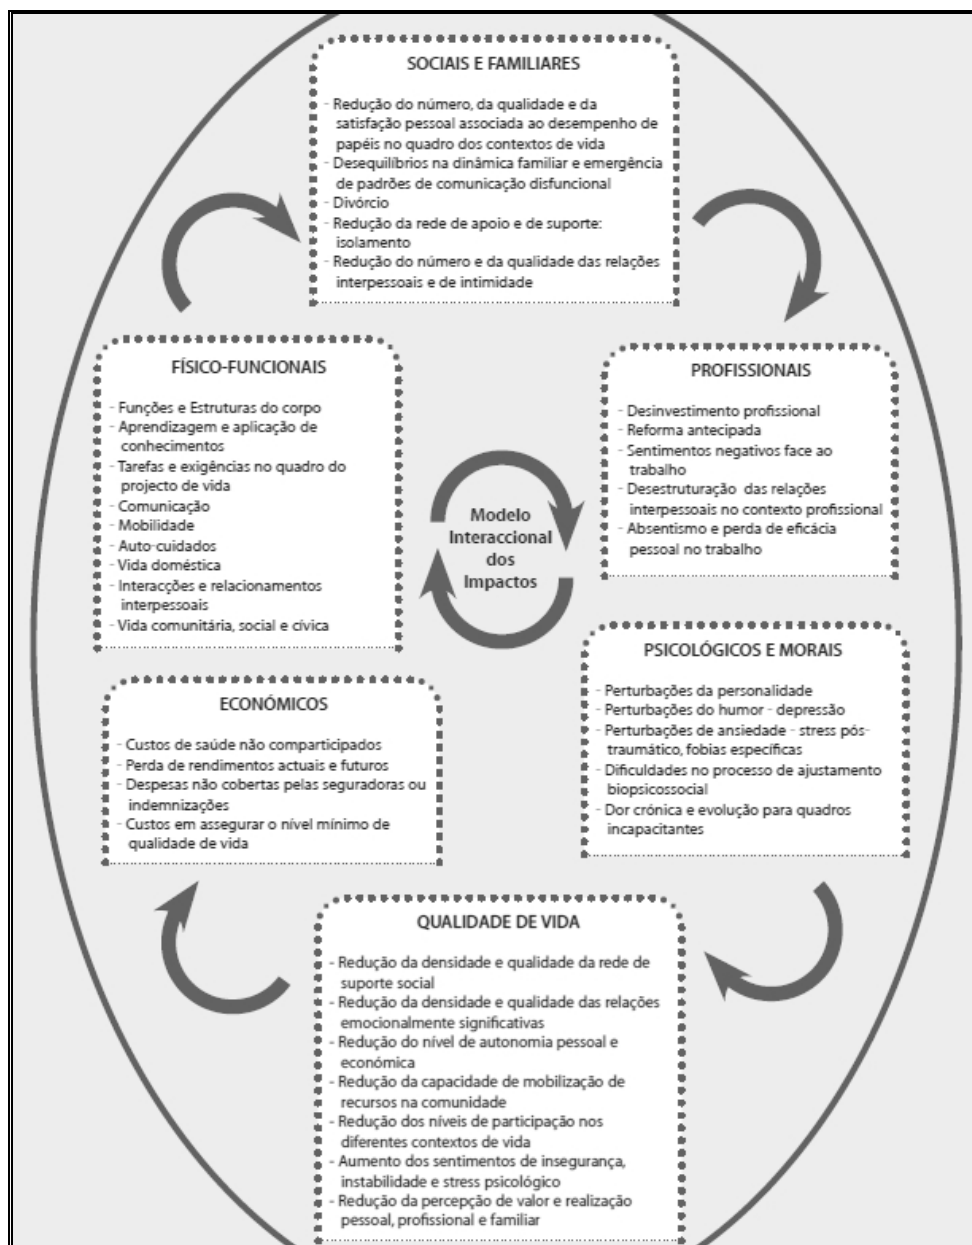 SOCIAIS E FAMILIARES
- Redução do número, da qualidade e da
satisfação pessoal associada ao desempenho de
papéis no quadro dos contextos de vida
- Desequilíbrios na dinâmica familiar e emergência
de padrões de comunicação disfuncional
- Divórcio
- Redução da rede de apoio e de suporte:
isolamento
- Redução do número e da qualidade das relações
interpessoais e de intimidade
FÍSICO-FUNCIONAIS
- Funções e Estruturas do corpo
- Aprendizagem e aplicação de
conhecimentos
- Tarefas e exigências no quadro do
projecto de vida
- Comunicação
- Mobilidade
- Auto-cuidados
- Vida doméstica
- Interacções e relacionamentos
interpessoais
- Vida comunitária, social e cívica
PROFISSIONAIS
- Desinvestimento profissional
- Reforma antecipada
- Sentimentos negativos face ao
trabalho
- Desestruturação das relações
interpessoais no contexto profissional
- Absentismo e perda de eficácia
pessoal no trabalho
Modelo
Interaccional
dos
Impactos
ECONÓMICOS
- Custos de saúde não comparticipados
- Perda de rendimentos actuais e futuros
- Despesas não cobertas pelas seguradoras ou
indemnizações
- Custos em assegurar o nível mínimo de
qualidade de vida
PSICOLÓGICOS E MORAIS
- Perturbações da personalidade
- Perturbações do humor - depressão
- Perturbações de ansiedade - stress pós-
traumático, fobias específicas
- Dificuldades no processo de ajustamento
biopsicossocial
- Dor crónica e evolução para quadros
incapacitantes
QUALIDADE DE VIDA
- Redução da densidade e qualidade da rede de
suporte social
- Redução da densidade e qualidade das relações
emocionalmente significativas
- Redução do nível de autonomia pessoal e
económica
- Redução da capacidade de mobilização de
recursos na comunidade
- Redução dos níveis de participação nos
diferentes contextos de vida
- Aumento dos sentimentos de insegurança,
instabilidade e stress psicológico
- Redução da percepção de valor e realização
pessoal, profissional e familiar